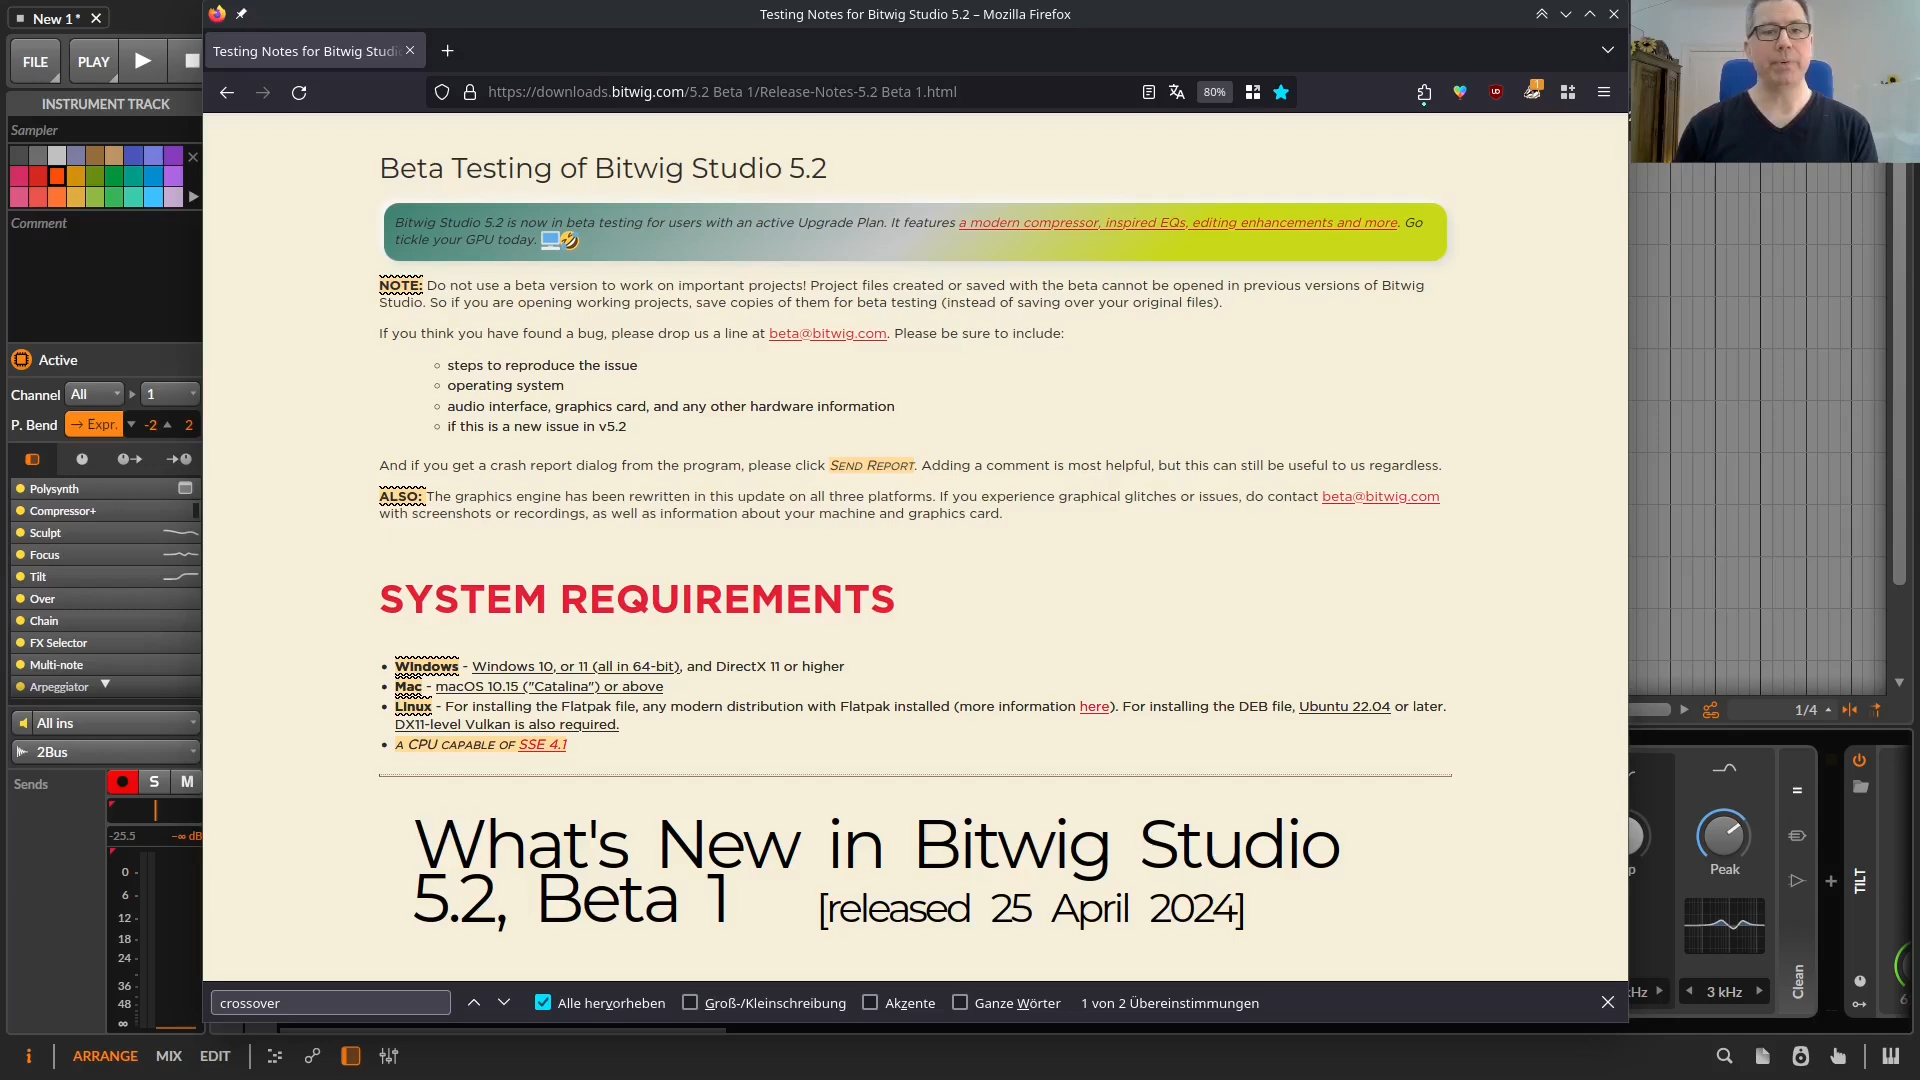 New 1 *
Testing Notes for Bitwig Studio 5.2 – Mozilla Firefox
Testing Notes for Bitwig Studi
FILE
PLAY
https://downloads.bitwig.com/5.2 Beta 1/Release-Notes-5.2 Beta 1.html
80%
INSTRUMENT TRACK
Sampler
Comment
Active
Channel
All
1
P. Bend
Expr.
-2
2
Polysynth
Compressor+
Sculpt
Focus
Tilt
Over
Chain
FX Selector
Multi-note
Arpeggiator
All ins
2Bus
Sends
S
M
-25.5
-∞ dB
0
6
12
18
24
36
48
∞
Beta Testing of Bitwig Studio 5.2
Bitwig Studio 5.2 is now in beta testing for users with an active Upgrade Plan. It features a modern compressor, inspired EQs, editing enhancements and more. Go
tickle your GPU today. 🖥️🤣
NOTE: Do not use a beta version to work on important projects! Project files created or saved with the beta cannot be opened in previous versions of Bitwig
Studio. So if you are opening working projects, save copies of them for beta testing (instead of saving over your original files).
If you think you have found a bug, please drop us a line at beta@bitwig.com. Please be sure to include:
steps to reproduce the issue
operating system
audio interface, graphics card, and any other hardware information
if this is a new issue in v5.2
And if you get a crash report dialog from the program, please click SEND REPORT. Adding a comment is most helpful, but this can still be useful to us regardless.
ALSO: The graphics engine has been rewritten in this update on all three platforms. If you experience graphical glitches or issues, do contact beta@bitwig.com
with screenshots or recordings, as well as information about your machine and graphics card.
SYSTEM REQUIREMENTS
• Windows - Windows 10, or 11 (all in 64-bit), and DirectX 11 or higher
• Mac - macOS 10.15 ("Catalina") or above
• Linux - For installing the Flatpak file, any modern distribution with Flatpak installed (more information here). For installing the DEB file, Ubuntu 22.04 or later.
DX11-level Vulkan is also required.
• A CPU CAPABLE OF SSE 4.1
What's New in Bitwig Studio
5.2, Beta 1 [released 25 April 2024]
crossover
Alle hervorheben
Groß-/Kleinschreibung
Akzente
Ganze Wörter
1 von 2 Übereinstimmungen
1/4
Peak
kHz
3 kHz
Clean
TILT
ARRANGE
MIX
EDIT